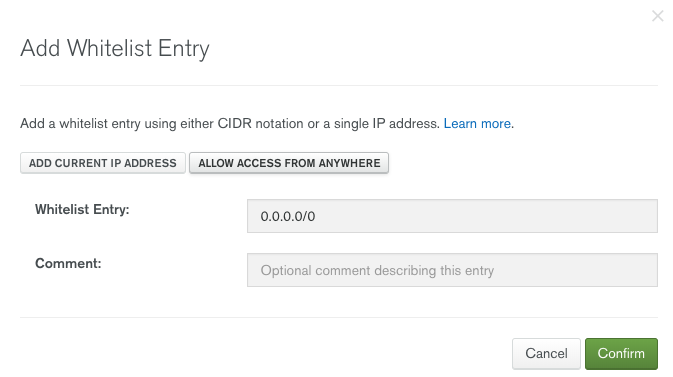 Add Whitelist Entry
Add a whitelist entry using either CIDR notation or a single IP address. Learn more.
ADD CURRENT IP ADDRESS ALLOW ACCESS FROM ANYWHERE
Whitelist Entry: 0.0.0.0/0
Comment: Optional comment describing this entry
Cancel Confirm